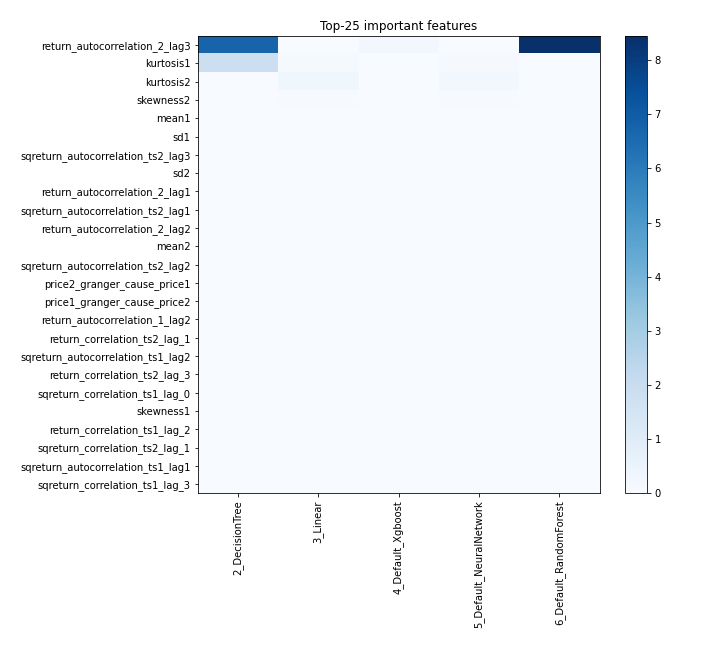 Top-25 important features
return_autocorrelation_2_lag3
kurtosis1
kurtosis2
skewness2
mean1
sd1
sqreturn_autocorrelation_ts2_lag3
sd2
return_autocorrelation_2_lag1
sqreturn_autocorrelation_ts2_lag1
return_autocorrelation_2_lag2
mean2
sqreturn_autocorrelation_ts2_lag2
price2_granger_cause_price1
price1_granger_cause_price2
return_autocorrelation_1_lag2
return_correlation_ts2_lag_1
sqreturn_autocorrelation_ts1_lag2
return_correlation_ts2_lag_3
sqreturn_correlation_ts1_lag_0
skewness1
return_correlation_ts1_lag_2
sqreturn_correlation_ts2_lag_1
sqreturn_autocorrelation_ts1_lag1
sqreturn_correlation_ts1_lag_3
2_DecisionTree
3_Linear
4_Default_Xgboost
5_Default_NeuralNetwork
6_Default_RandomForest
8
7
6
5
4
3
2
1
0